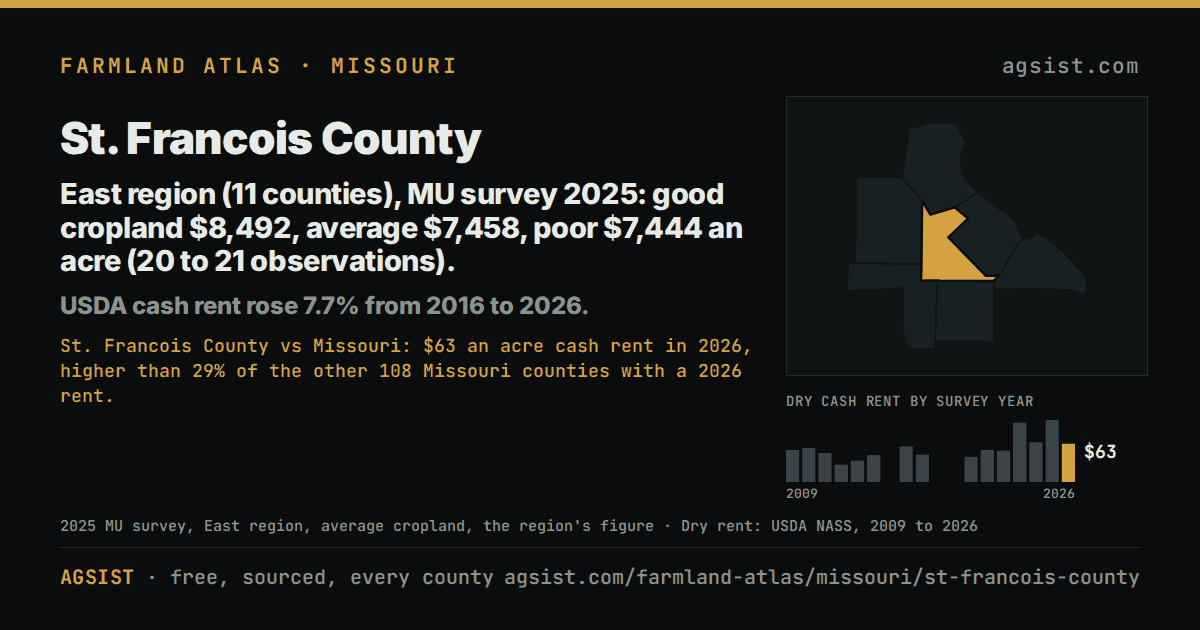 FARMLAND ATLAS · MISSOURI
agsist.com
St. Francois County
East region (11 counties), MU survey 2025: good
cropland $8,492, average $7,458, poor $7,444 an
acre (20 to 21 observations).
USDA cash rent rose 7.7% from 2016 to 2026.
St. Francois County vs Missouri: $63 an acre cash rent in 2026,
higher than 29% of the other 108 Missouri counties with a 2026
rent.
DRY CASH RENT BY SURVEY YEAR
$63
2009 2026
2025 MU survey, East region, average cropland, the region's figure · Dry rent: USDA NASS, 2009 to 2026
AGSIST · free, sourced, every county agsist.com/farmland-atlas/missouri/st-francois-county